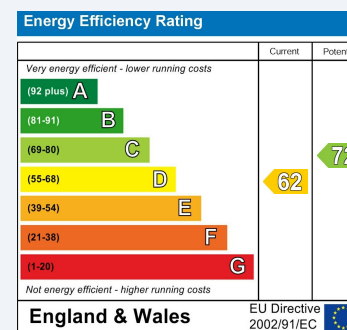 Energy Efficiency Rating
Current
Very energy efficient - lower running costs
(92 plus) A
(81-91) B
(69-80) C
(55-68) D
62
(39-54) E
(21-38) F
(1-20) G
Not energy efficient - higher running costs
England & Wales
EU Directive
2002/91/EC